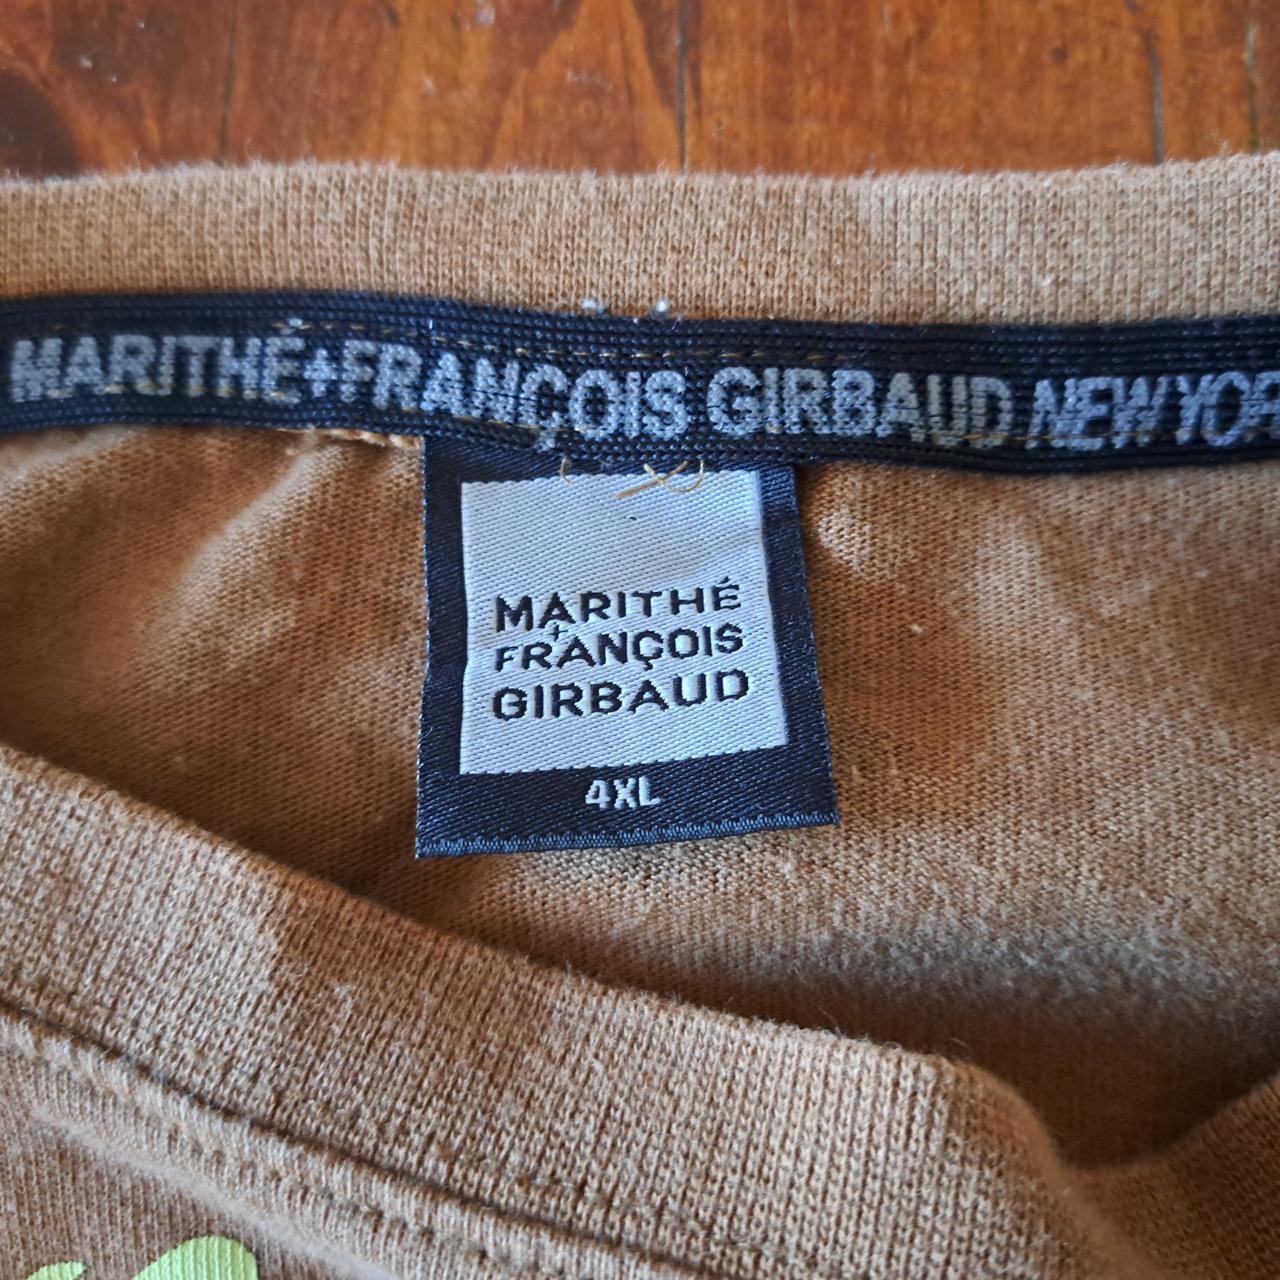 MARITHÉ+FRANÇOIS GIRBAUD NEW YOR
MARITHÉ
+
FRANÇOIS
GIRBAUD
4XL